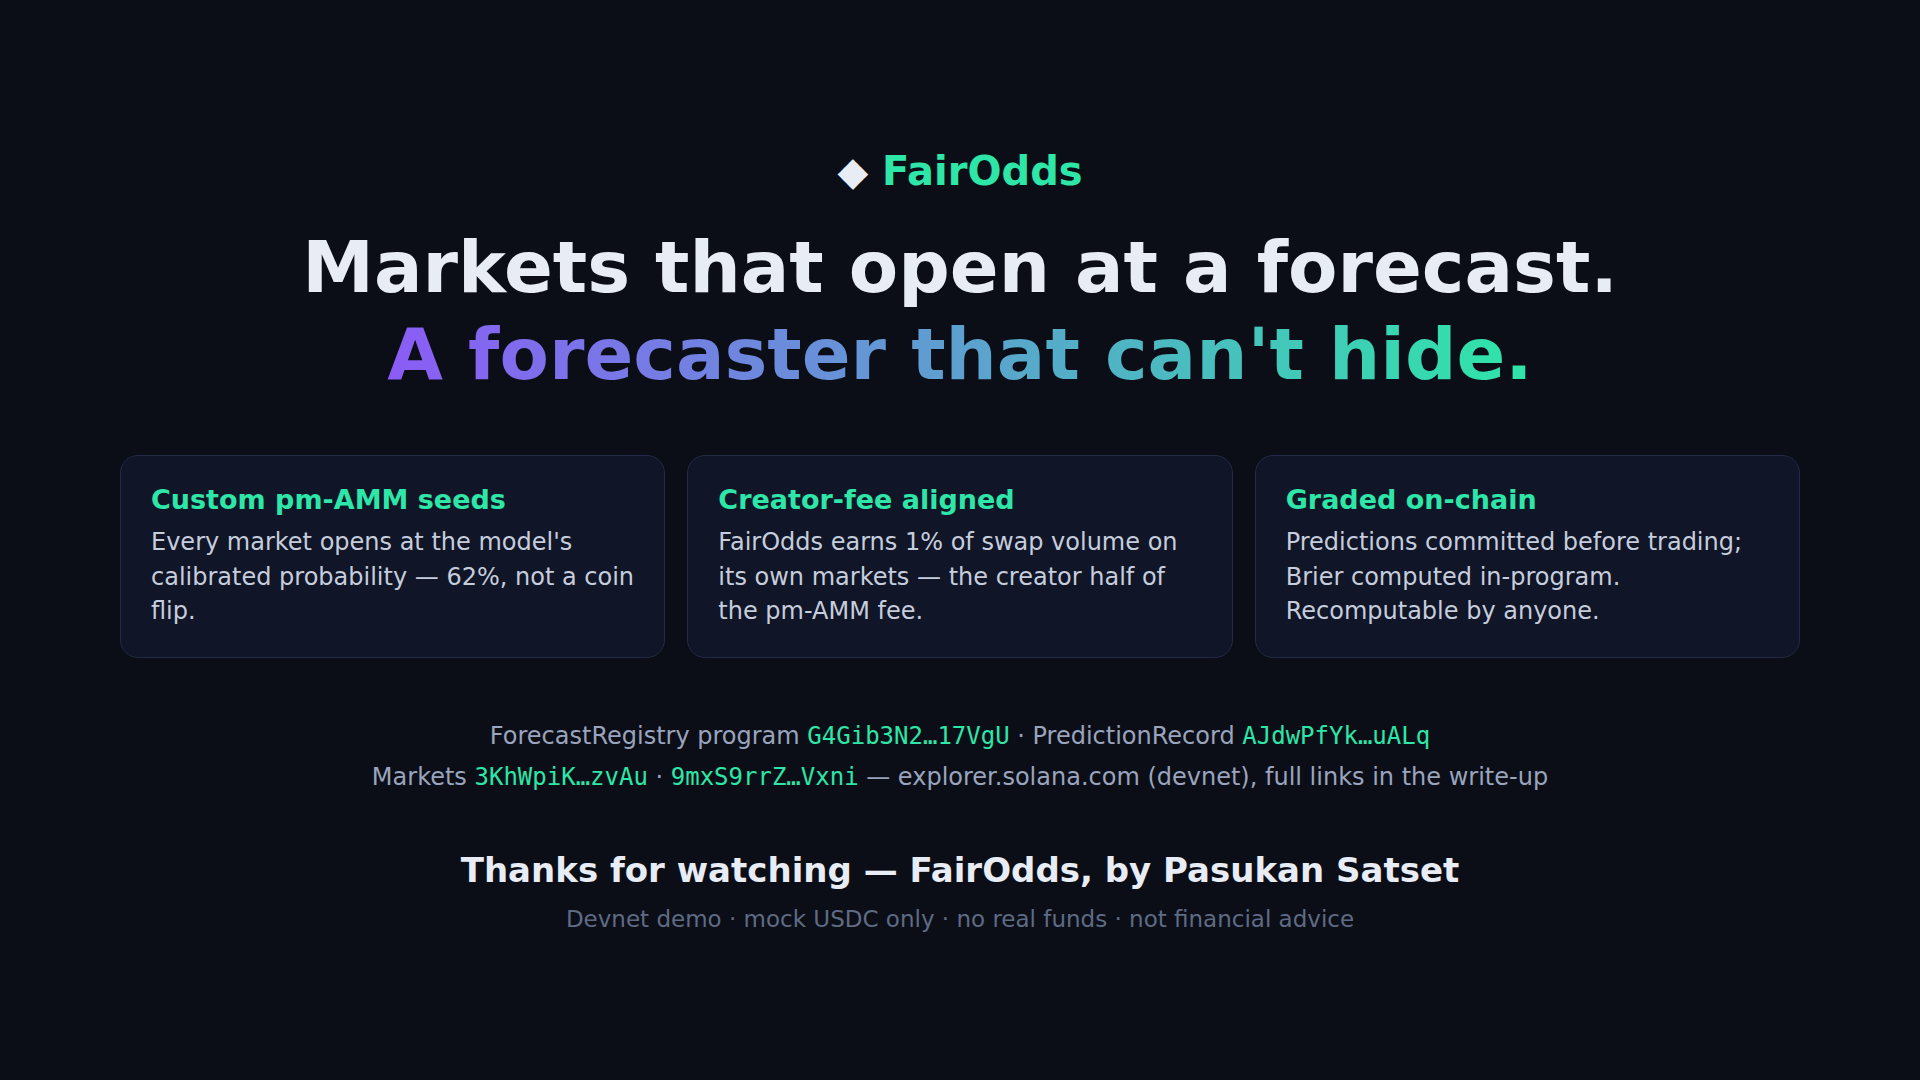 ◆ FairOdds
Markets that open at a forecast.
A forecaster that can't hide.
Custom pm-AMM seeds
Every market opens at the model's
calibrated probability — 62%, not a coin
flip.
Creator-fee aligned
FairOdds earns 1% of swap volume on
its own markets — the creator half of
the pm-AMM fee.
Graded on-chain
Predictions committed before trading;
Brier computed in-program.
Recomputable by anyone.
ForecastRegistry program G4Gib3N2…17VgU · PredictionRecord AJdwPfYk…uALq
Markets 3KhWpiK…zvAu · 9mxS9rrZ…Vxni — explorer.solana.com (devnet), full links in the write-up
Thanks for watching — FairOdds, by Pasukan Satset
Devnet demo · mock USDC only · no real funds · not financial advice